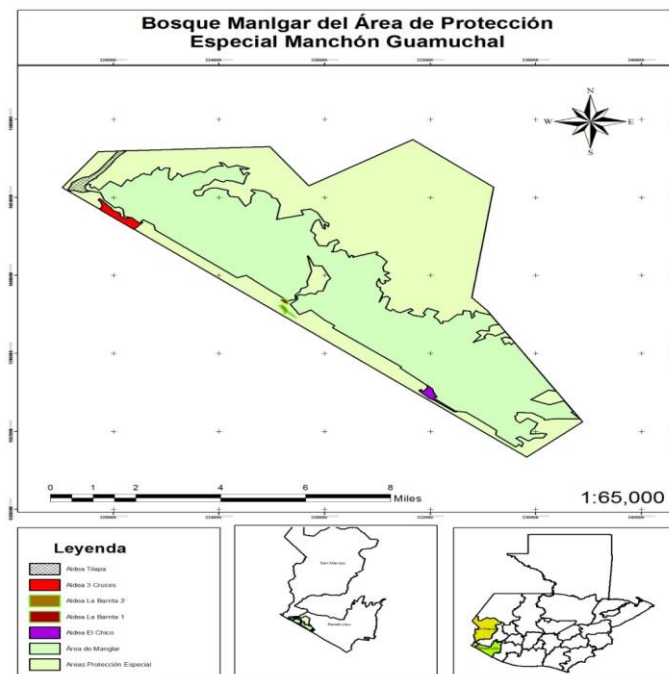 Bosque Manlgar del Área de Protección
Especial Manchón Guamuchal
N
W E
S
0 1 2 4 6 8
Miles
1:65,000
Leyenda
Aldea Tilapa
Aldea 3 Cruces
Aldea La Barrita 2
Aldea La Barrita 1
Aldea El Chico
Área de Manglar
Areas Protección Especial
San Marcos
Retalhuleu